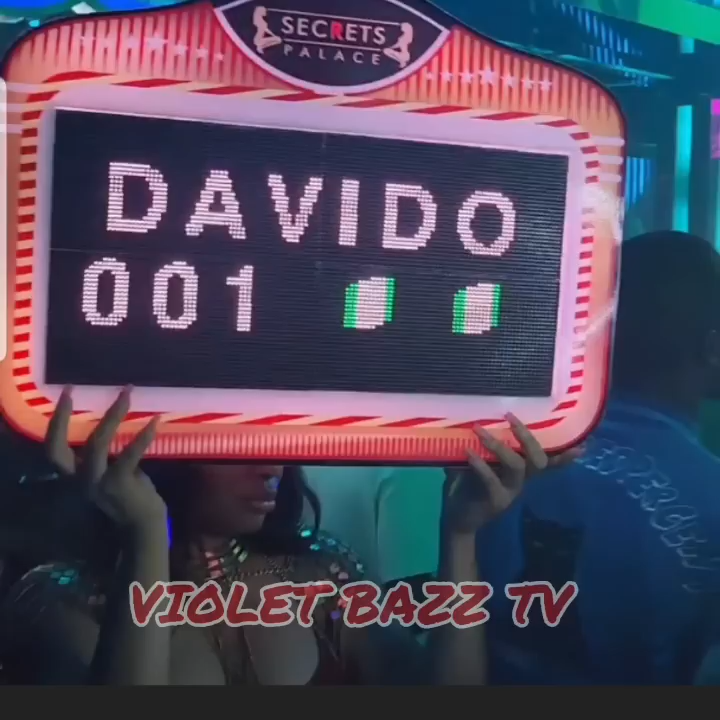 SECRETS
PALACE
DAVIDO
001 🇳🇬 🇳🇬
VIOLET BAZZ TV